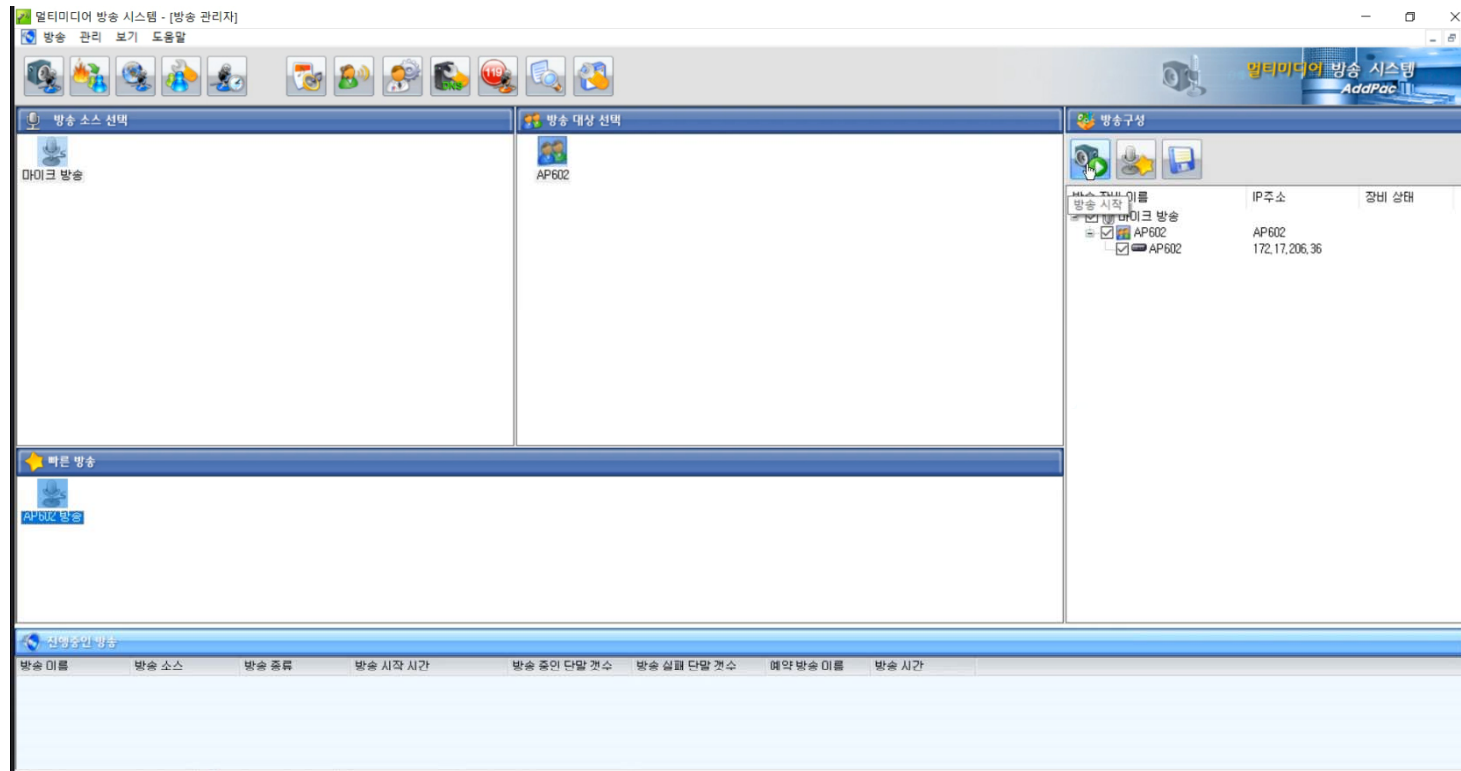 멀티미디어 방송 시스템 - [방송 관리자]
방송 관리 보기 도움말
멀티미디어 방송 시스템
AddPac
방송 소스 선택
방송 대상 선택
방송구성
119
마이크 방송
AP602
이름 IP주소 장비 상태
방송 시작
마이크 방송
AP602 AP602
AP602 172,17,206,36
빠른 방송
AP602 방송
진행중인 방송
방송 이름 방송 소스 방송 종류 방송 시작 시간 방송 중인 단말 갯수 방송 실패 단말 갯수 예약 방송 이름 방송 시간